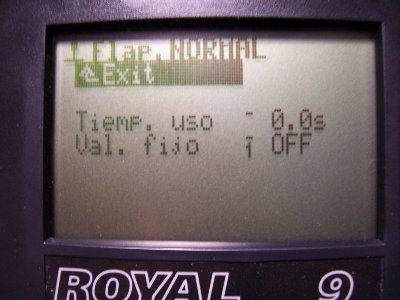 Flap.NORMAL
Exit
Tiemp. uso 0.0s
Val. fijo OFF
ROYAL 9